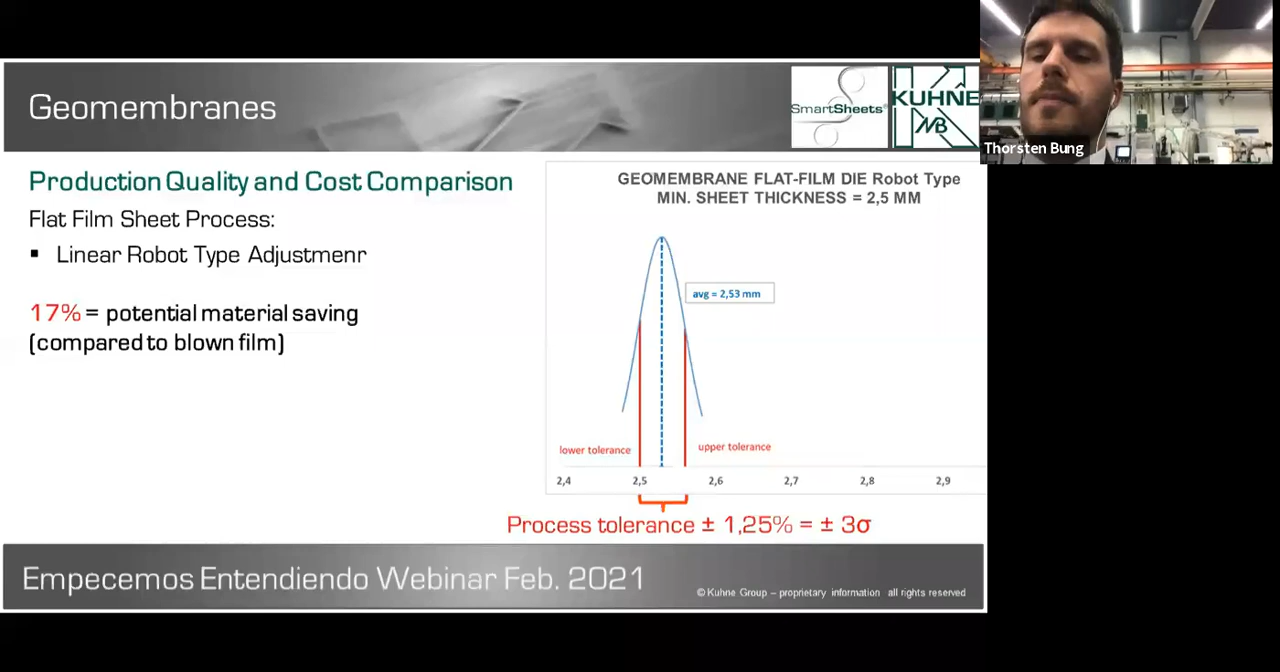 Geomembranes
SmartSheets®
KUHNE
Thorsten Bung
Production Quality and Cost Comparison
Flat Film Sheet Process:
▪ Linear Robot Type Adjustmenr
17% = potential material saving
(compared to blown film)
GEOMEMBRANE FLAT-FILM DIE Robot Type
MIN. SHEET THICKNESS = 2,5 MM
avg = 2,53 mm
lower tolerance
upper tolerance
2,4 2,5 2,6 2,7 2,8 2,9
Process tolerance ± 1,25% = ± 3σ
Empecemos Entendiendo Webinar Feb. 2021
© Kuhne Group – proprietary information all rights reserved